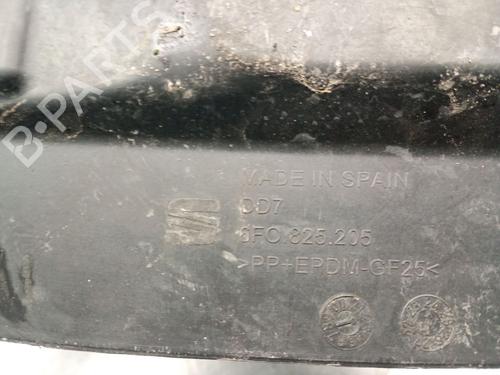 B-PARTS
MADE IN SPAIN
DD7
6F0.825.205
>PP+EPDM-GF25<